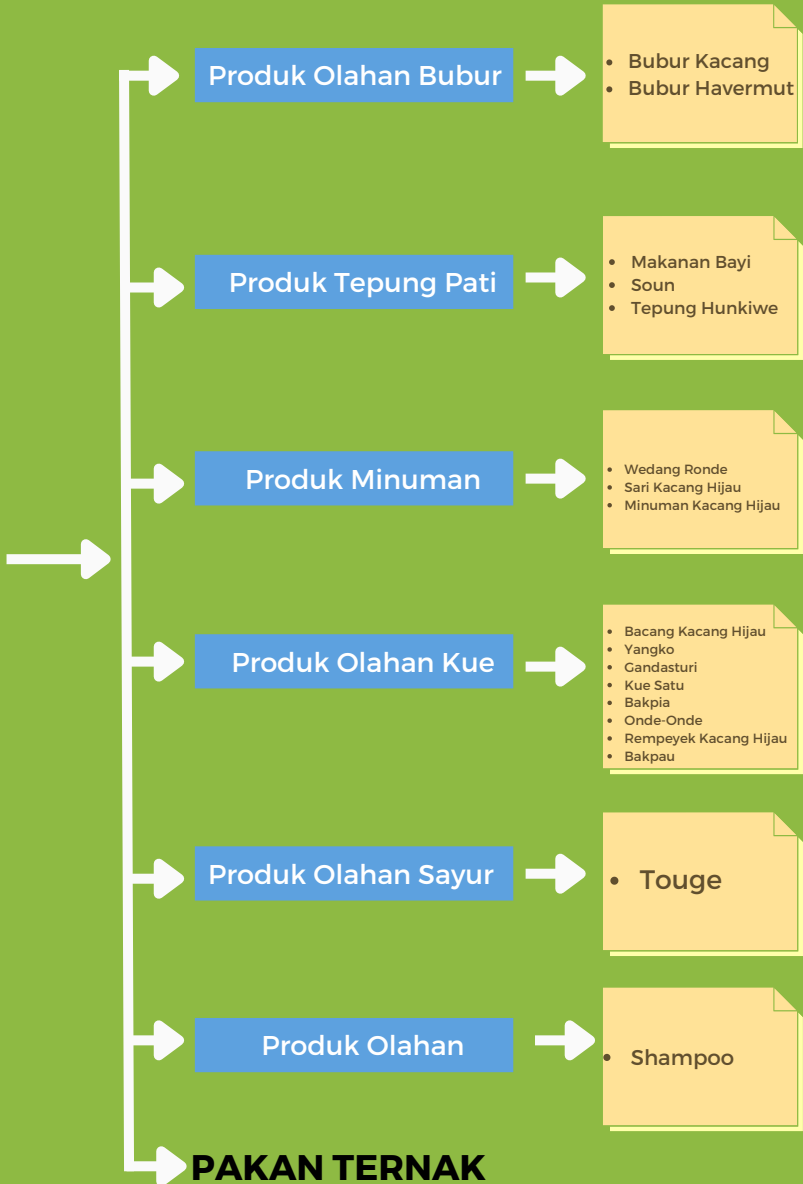 Produk Olahan Bubur
• Bubur Kacang
• Bubur Havermut
Produk Tepung Pati
• Makanan Bayi
• Soun
• Tepung Hunkiwe
Produk Minuman
• Wedang Ronde
• Sari Kacang Hijau
• Minuman Kacang Hijau
Produk Olahan Kue
• Bacang Kacang Hijau
• Yangko
• Gandasturi
• Kue Satu
• Bakpia
• Onde-Onde
• Rempeyek Kacang Hijau
• Bakpau
Produk Olahan Sayur
• Touge
Produk Olahan
• Shampoo
PAKAN TERNAK